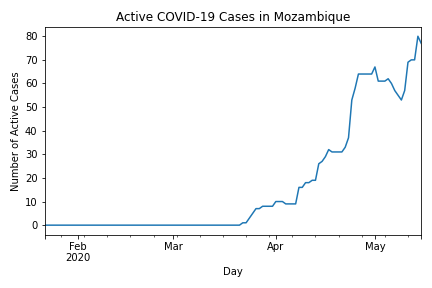 Active COVID-19 Cases in Mozambique
Number of Active Cases
80
70
60
50
40
30
20
10
0
Feb Mar Apr May
2020
Day